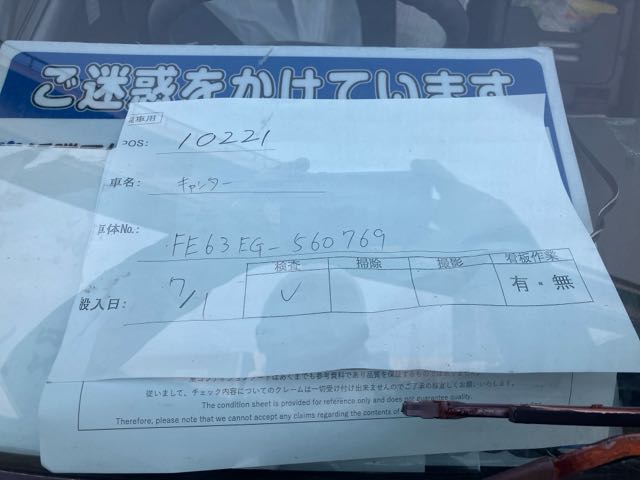 ご迷惑をかけています
車用
POS: 10221
車名: キャンター
車体No.: FE63EG-560769
検査 掃除 撮影 看板作業
設入日: 7/1 ✓ 有・無
従いまして、チェック内容についてのクレームは一切受け付け出来ませんのでご了承の程宜しくお願いします。
The condition sheet is provided for reference only and does not guarantee quality.
Therefore, please note that we cannot accept any claims regarding the contents of